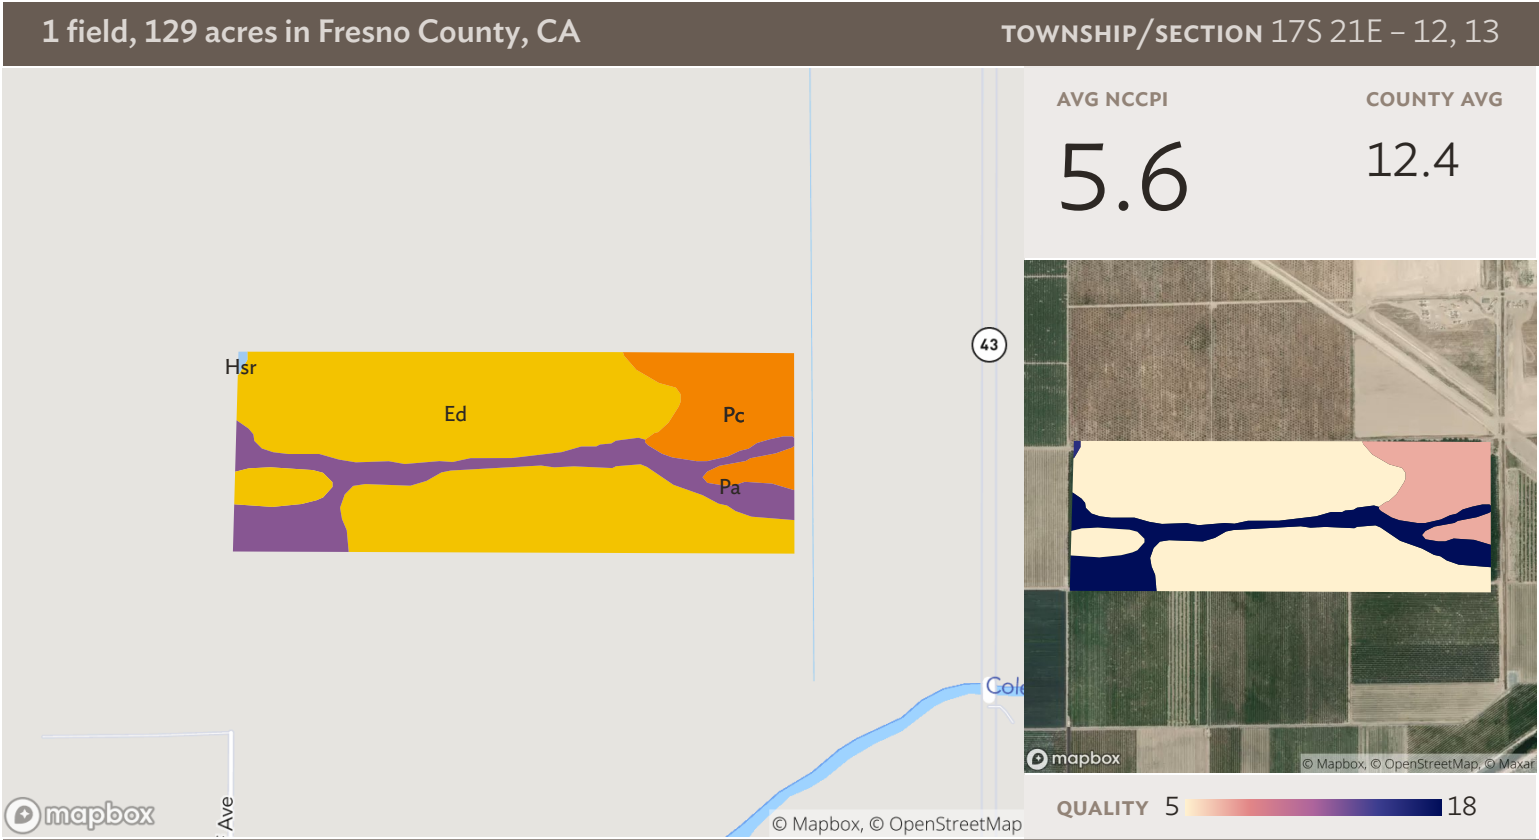 1 field, 129 acres in Fresno County, CA
TOWNSHIP/SECTION 17S 21E – 12, 13
AVG NCCPI
COUNTY AVG
5.6
12.4
43
Hsr
Ed
Pc
Pa
Cole
Ave
mapbox
© Mapbox, © OpenStreetMap
mapbox
© Mapbox, © OpenStreetMap, © Maxar
QUALITY 5 18